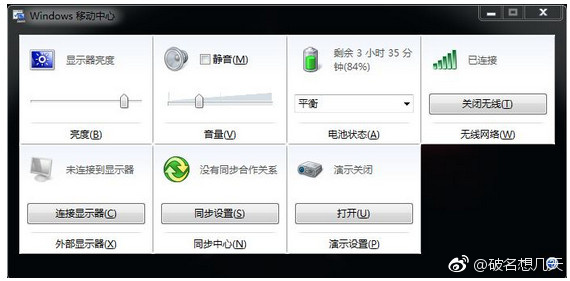 Windows 移动中心
显示器亮度
亮度(B)
静音(M)
音量(V)
剩余 3 小时 35 分
钟(84%)
平衡
电池状态(A)
已连接
关闭无线(T)
无线网络(W)
未连接到显示器
连接显示器(C)
外部显示器(X)
没有同步合作关系
同步设置(S)
同步中心(N)
演示关闭
打开(U)
演示设置(P)
@破名想几天